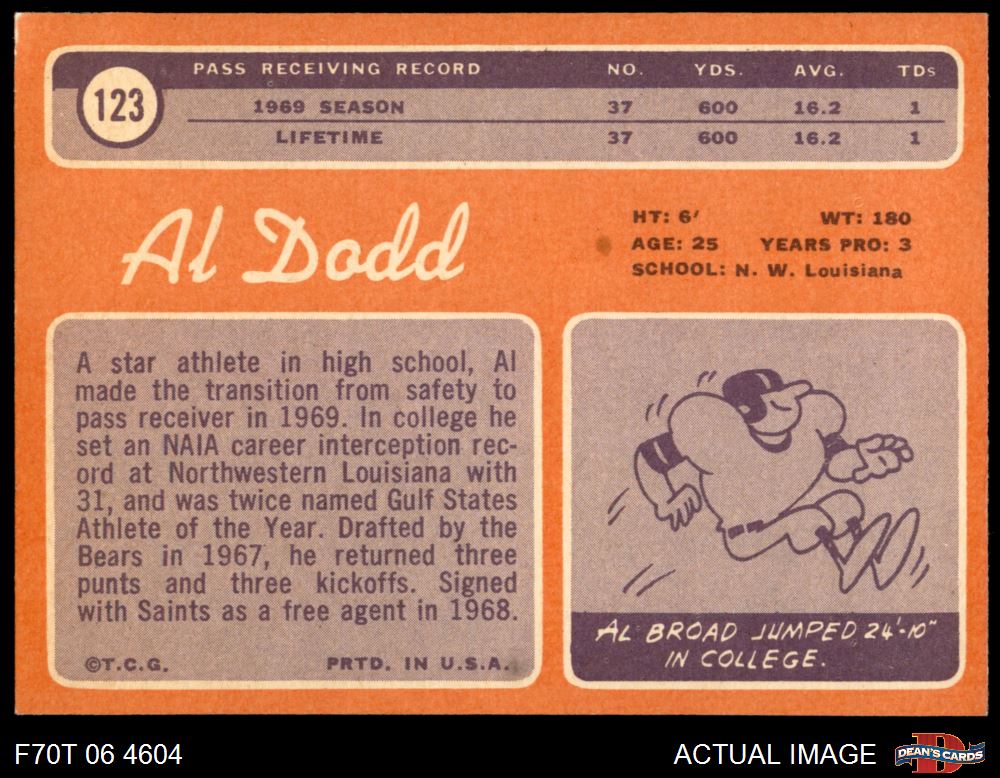 123
PASS RECEIVING RECORD NO. YDS. AVG. TDs
1969 SEASON 37 600 16.2 1
LIFETIME 37 600 16.2 1
Al Dodd
HT: 6' WT: 180
AGE: 25 YEARS PRO: 3
SCHOOL: N. W. Louisiana
A star athlete in high school, Al
made the transition from safety to
pass receiver in 1969. In college he
set an NAIA career interception rec-
ord at Northwestern Louisiana with
31, and was twice named Gulf States
Athlete of the Year. Drafted by the
Bears in 1967, he returned three
punts and three kickoffs. Signed
with Saints as a free agent in 1968.
©T.C.G. PRTD. IN U.S.A.
AL BROAD JUMPED 24'-10"
IN COLLEGE.
F70T 06 4604
ACTUAL IMAGE
DEAN'S CARDS